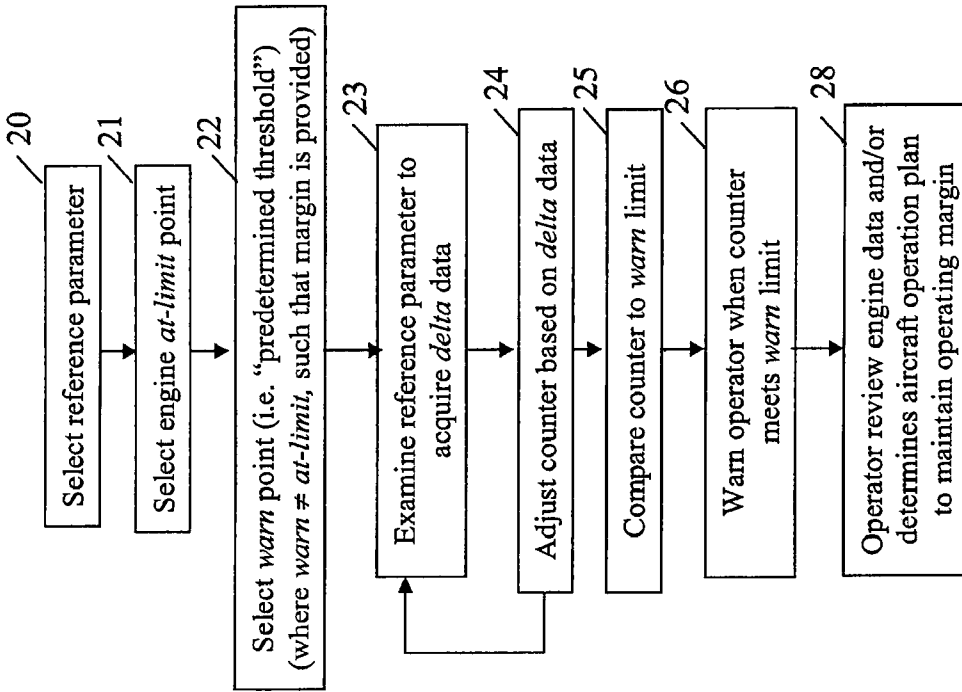 20
Select reference parameter
21
Select engine at-limit point
22
Select warn point (i.e. “predetermined threshold”)
(where warn ≠ at-limit, such that margin is provided)
23
Examine reference parameter to
acquire delta data
24
Adjust counter based on delta data
25
Compare counter to warn limit
26
Warn operator when counter
meets warn limit
28
Operator review engine data and/or
determines aircraft operation plan
to maintain operating margin